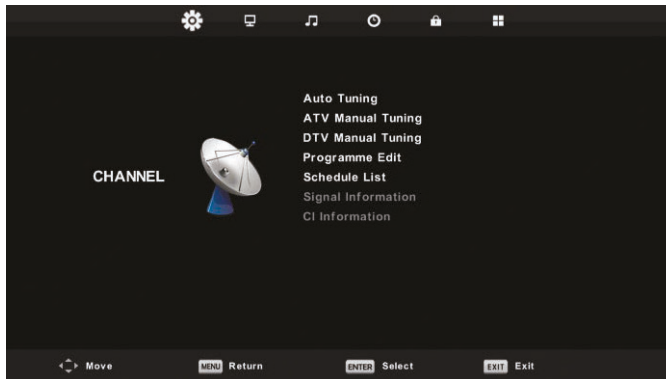 Auto Tuning
ATV Manual Tuning
DTV Manual Tuning
Programme Edit
CHANNEL
Schedule List
Signal Information
CI Information
Move MENU Return ENTER Select EXIT Exit